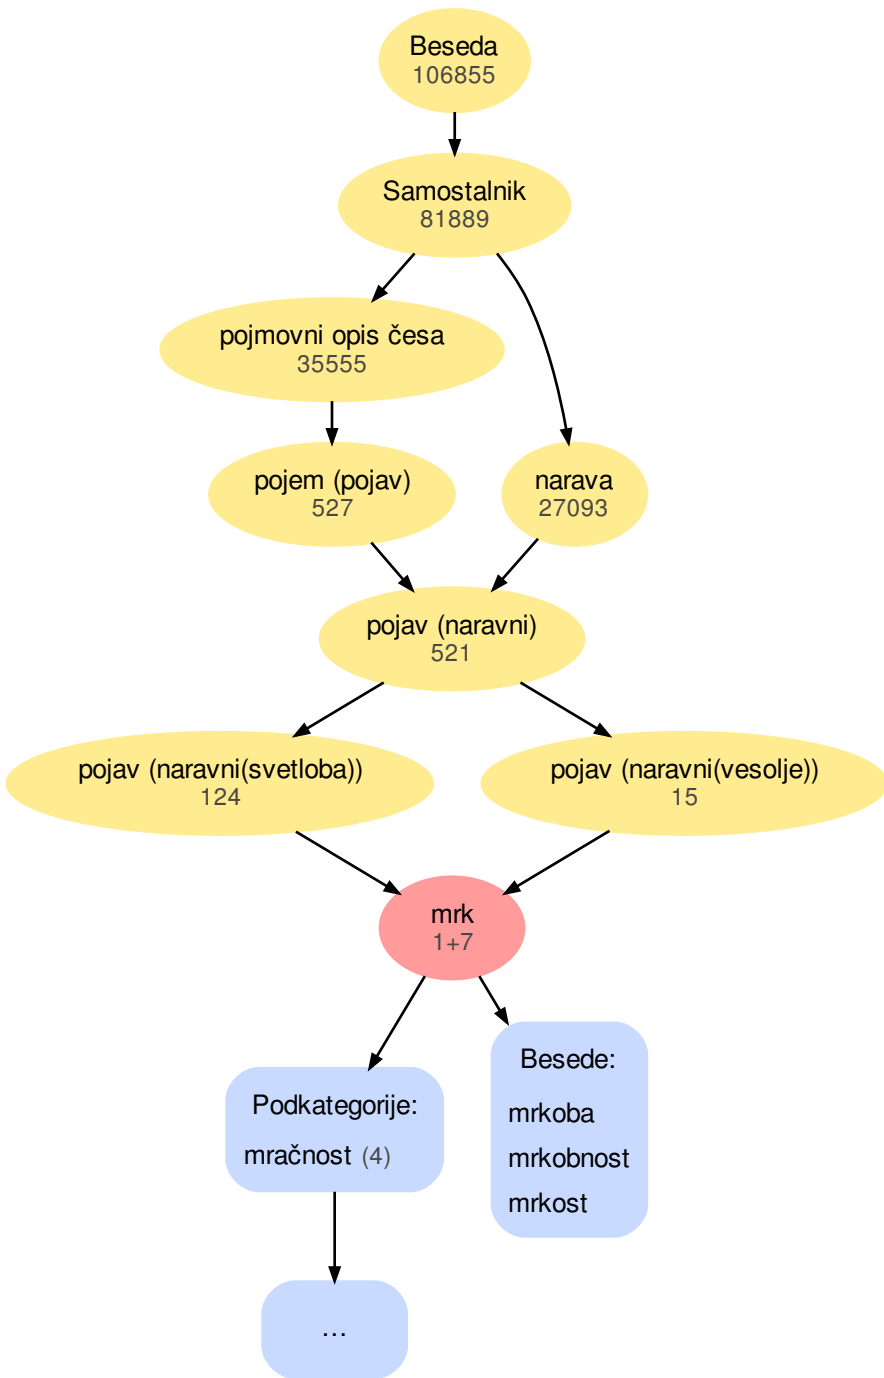 Beseda
106855
Samostalnik
81889
pojmovni opis česa
35555
pojem (pojav)
527
narava
27093
pojav (naravni)
521
pojav (naravni(svetloba))
124
pojav (naravni(vesolje))
15
mrk
1+7
Besede:
mrkoba
mrkobnost
mrkost
Podkategorije:
mračnost (4)
...